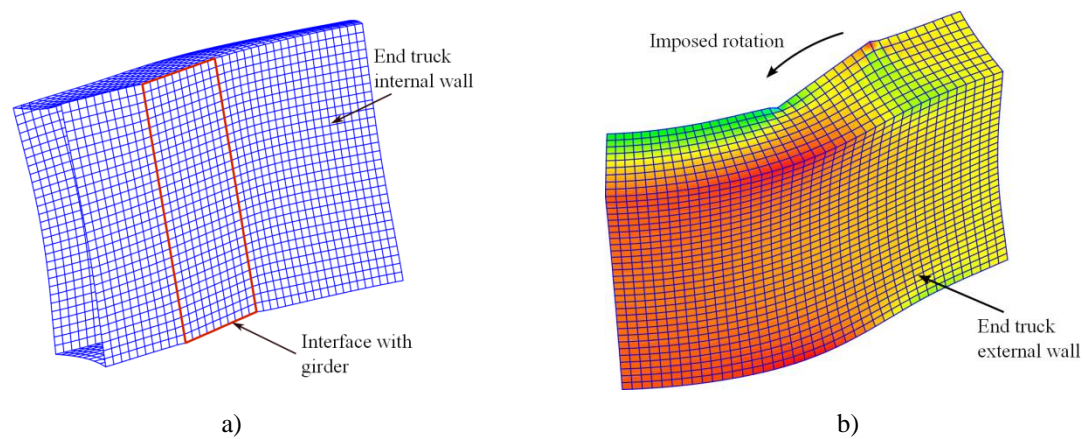 End truck
internal wall
Interface with
girder
a)
Imposed rotation
End truck
external wall
b)